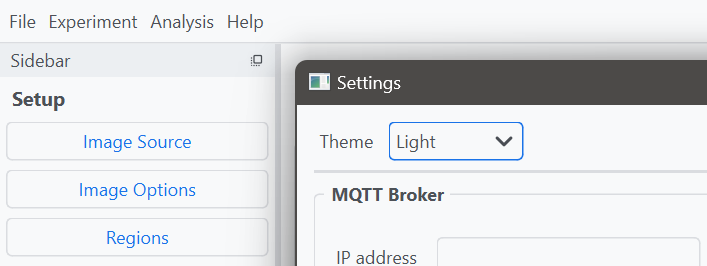 File Experiment Analysis Help
Sidebar
Settings
Setup
Theme Light
Image Source
Image Options
MQTT Broker
Regions
IP address